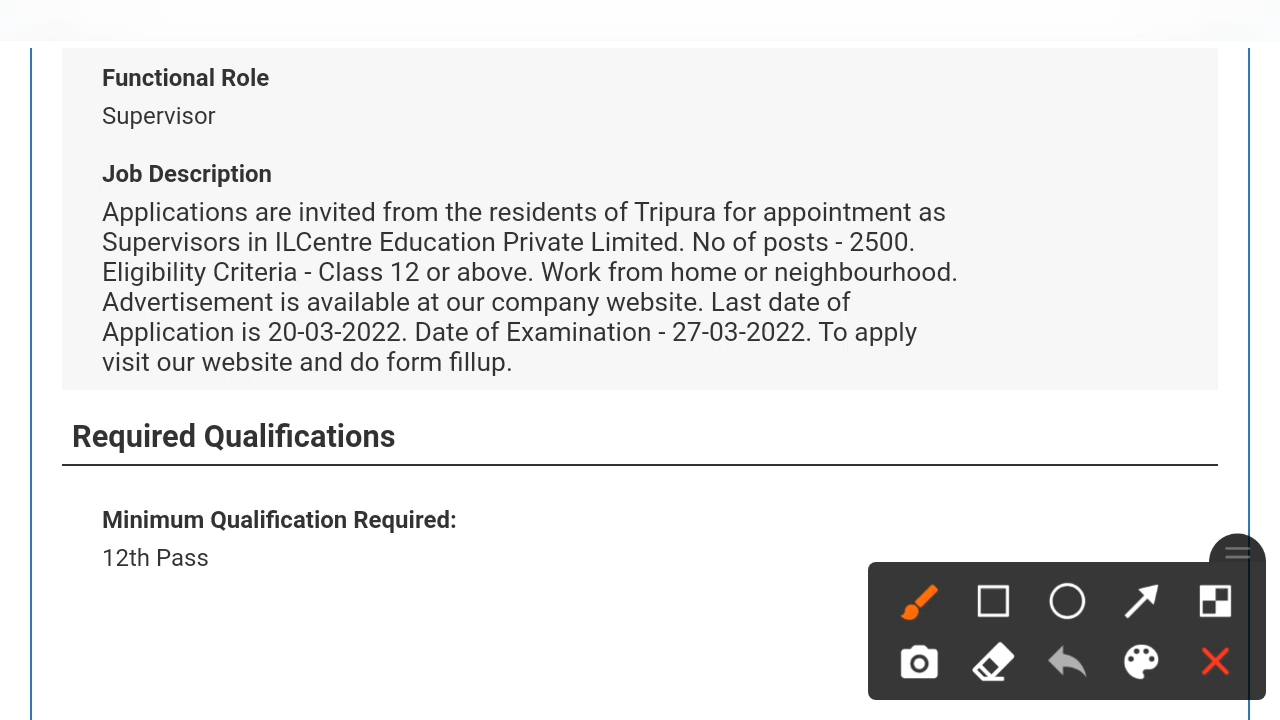 Functional Role
Supervisor
Job Description
Applications are invited from the residents of Tripura for appointment as
Supervisors in ILCentre Education Private Limited. No of posts - 2500.
Eligibility Criteria - Class 12 or above. Work from home or neighbourhood.
Advertisement is available at our company website. Last date of
Application is 20-03-2022. Date of Examination - 27-03-2022. To apply
visit our website and do form fillup.
Required Qualifications
Minimum Qualification Required:
12th Pass